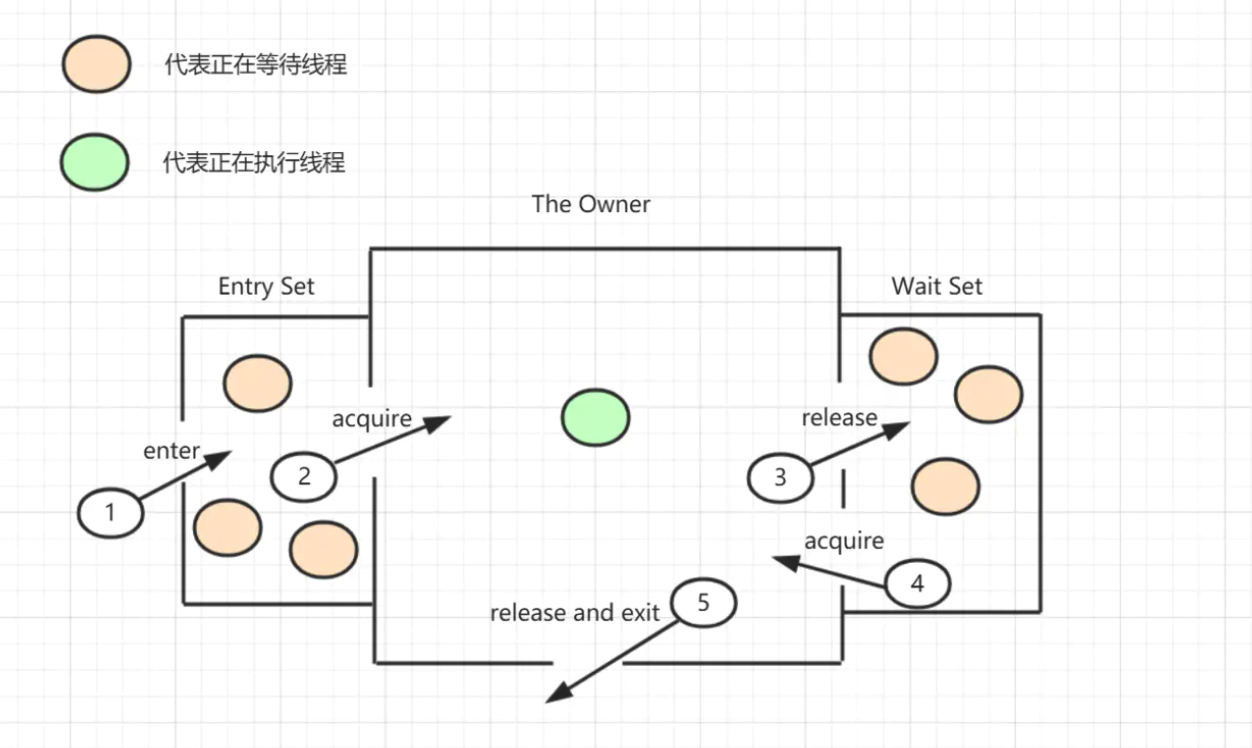 代表正在等待线程
代表正在执行线程
The Owner
Entry Set
Wait Set
acquire
release
enter
2
3
1
acquire
4
5
release and exit